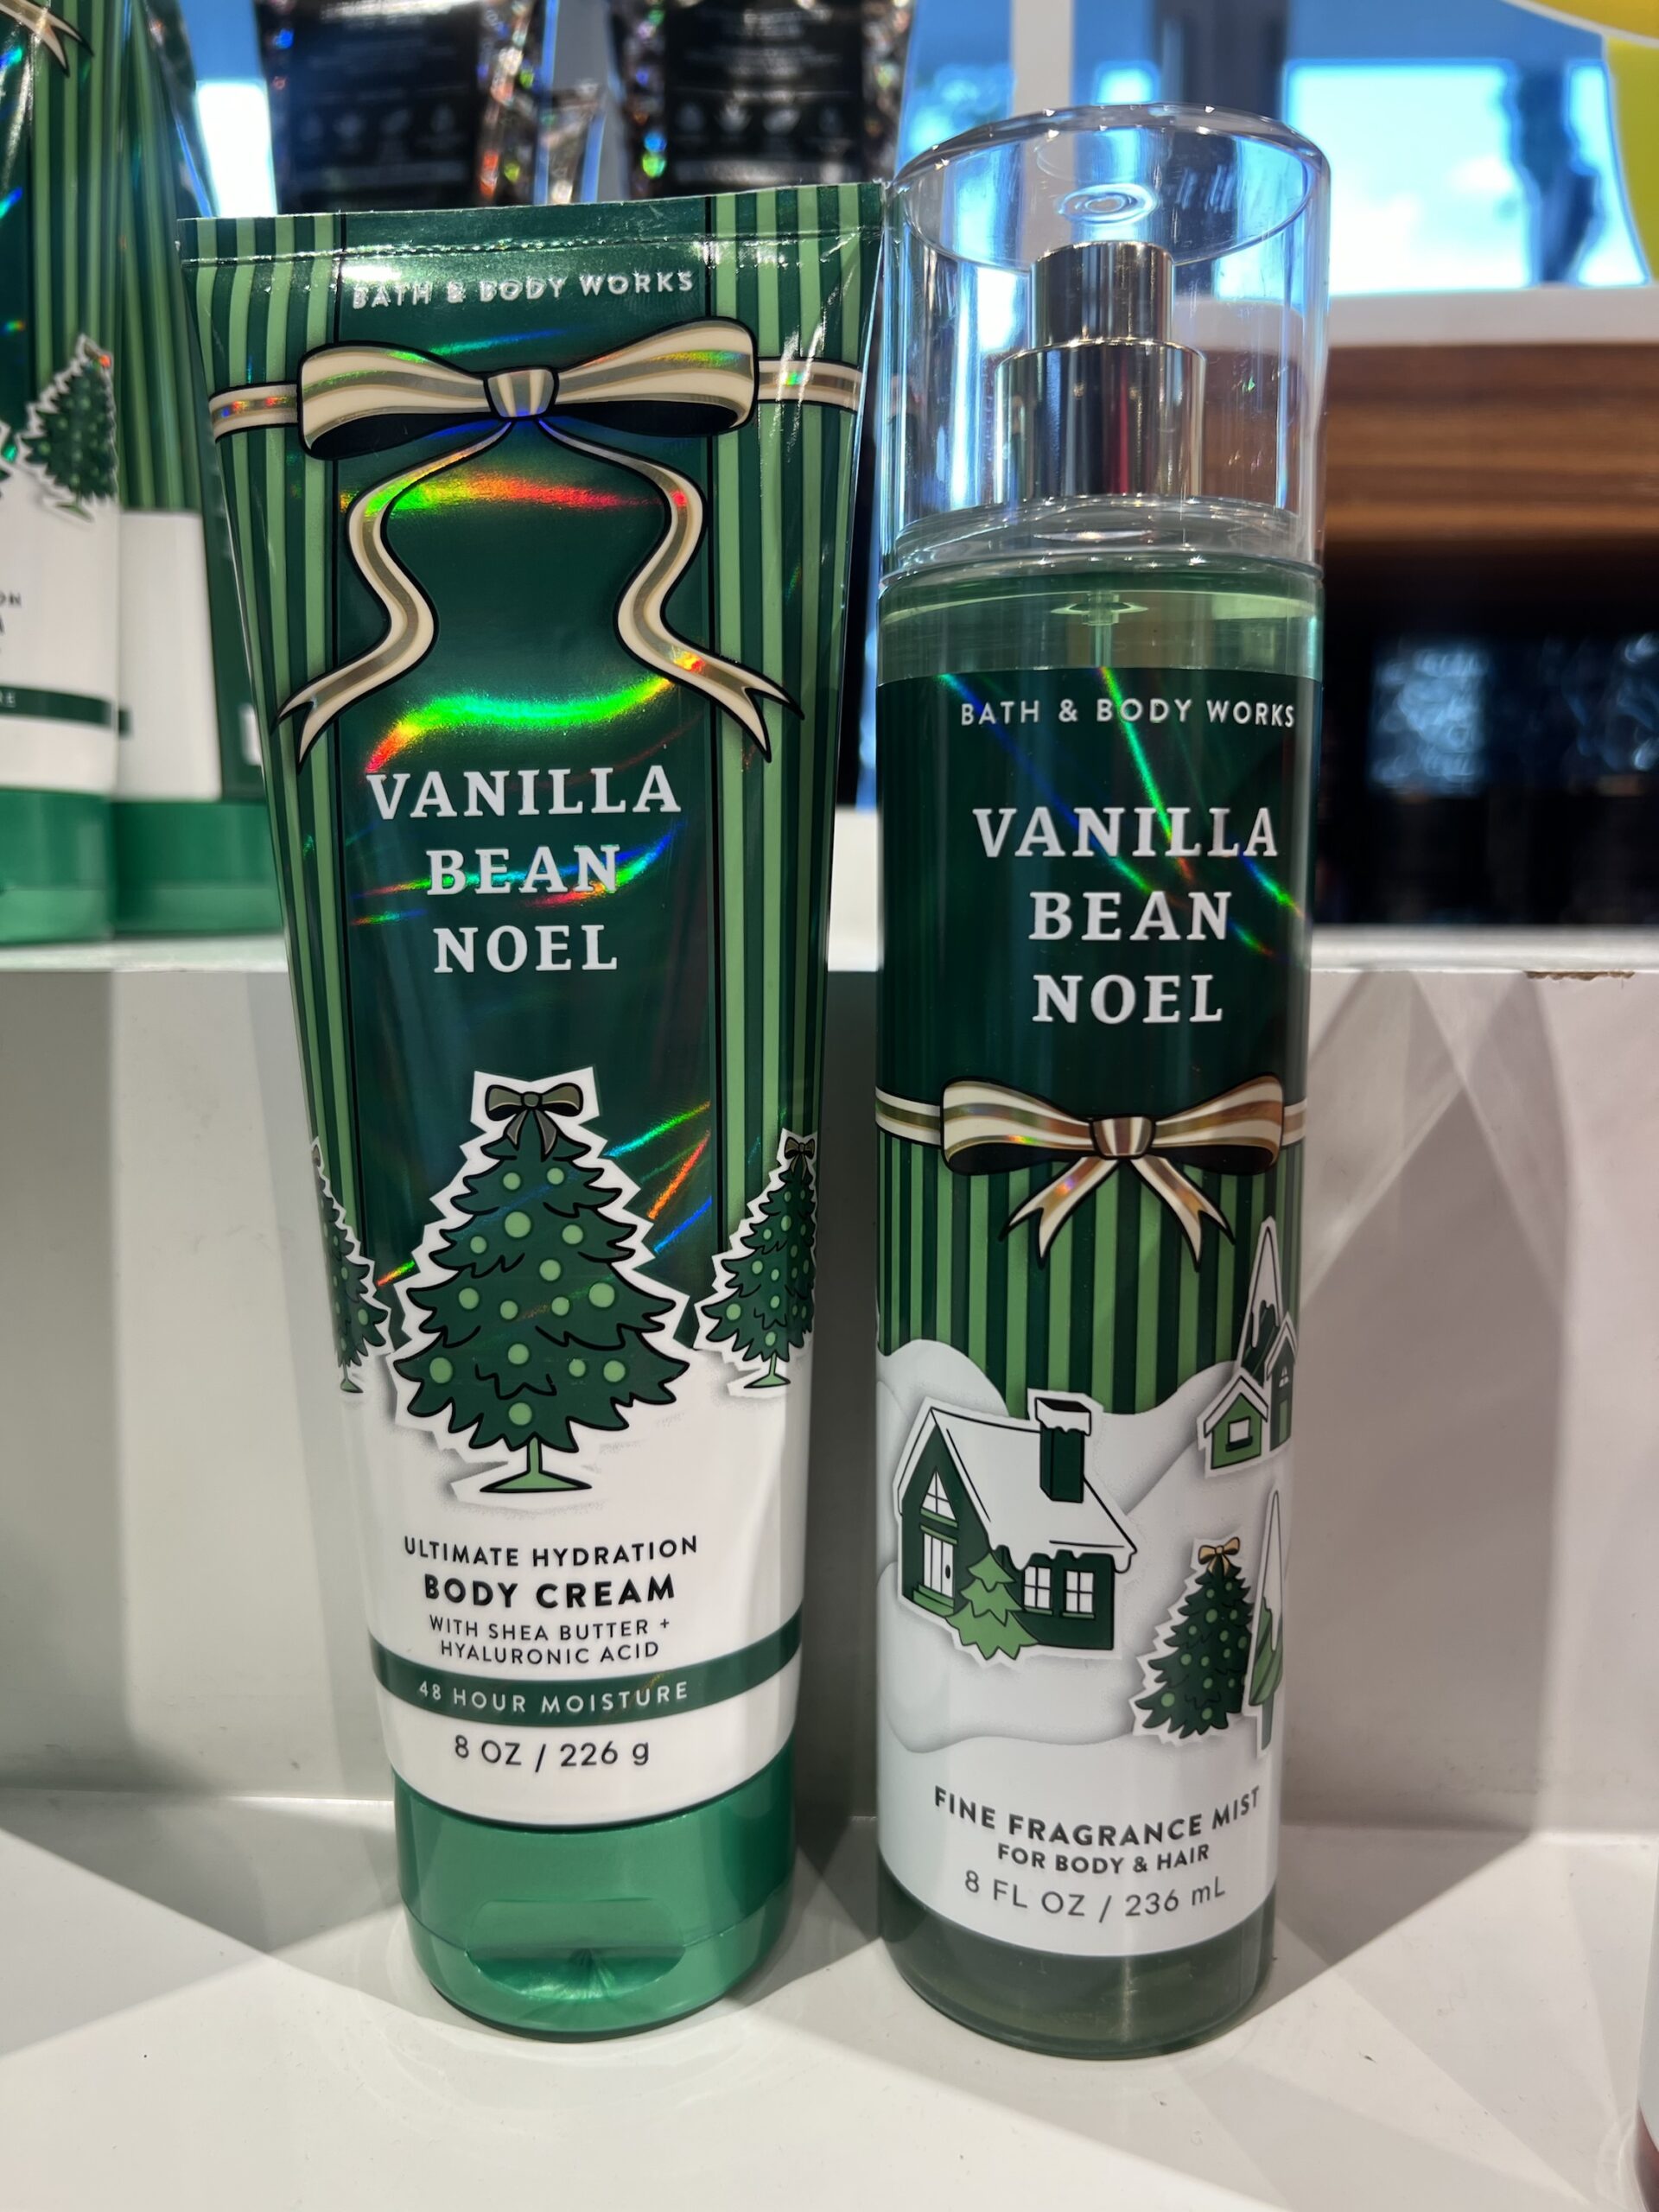 BATH & BODY WORKS
VANILLA
BEAN
NOEL
ULTIMATE HYDRATION
BODY CREAM
WITH SHEA BUTTER +
HYALURONIC ACID
48 HOUR MOISTURE
8 OZ / 226 g
BATH & BODY WORKS
VANILLA
BEAN
NOEL
FINE FRAGRANCE MIST
FOR BODY & HAIR
8 FL OZ / 236 mL